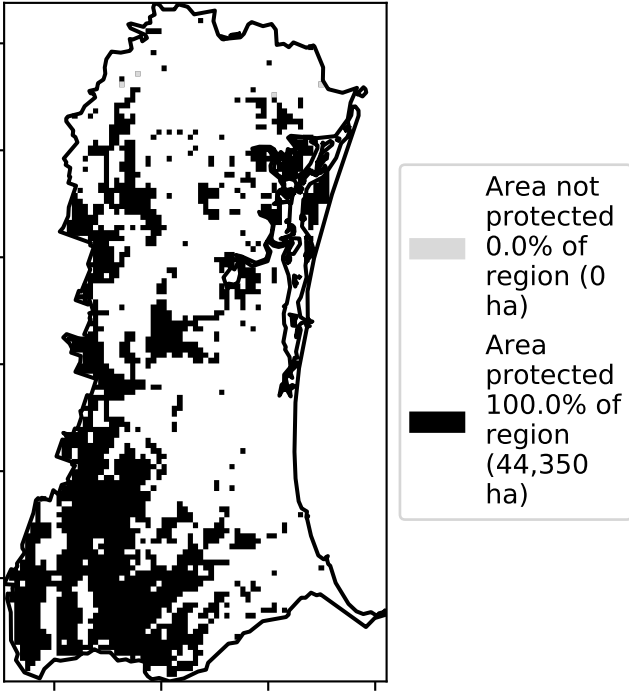 Area not
protected
0.0% of
region (0
ha)
Area
protected
100.0% of
region
(44,350
ha)